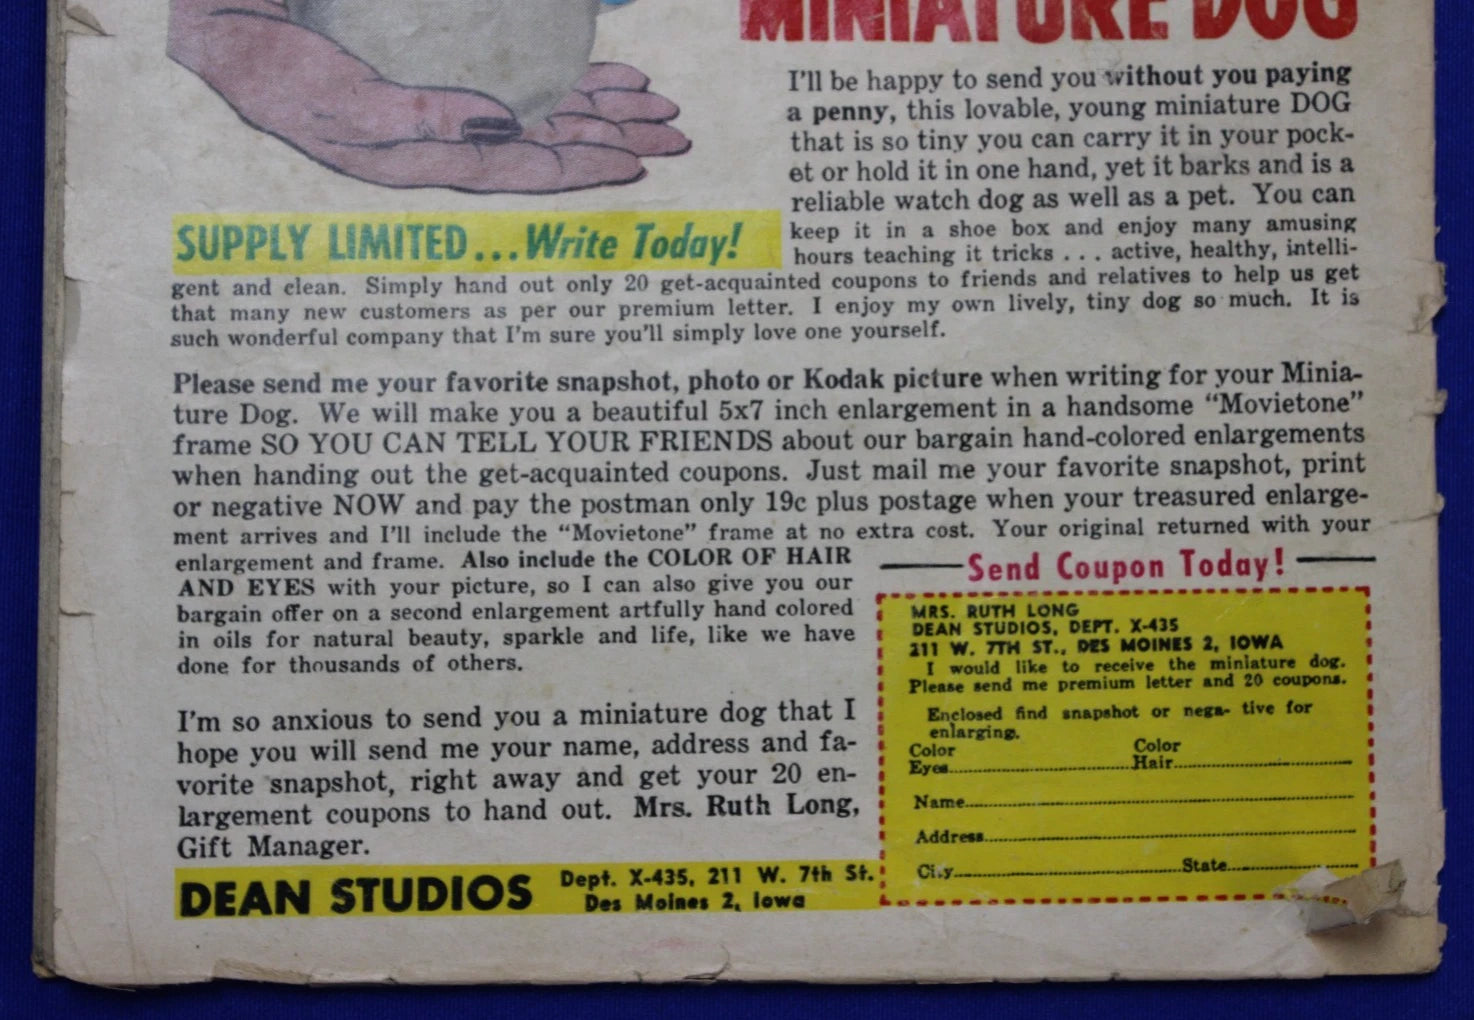 MINIATURE DOG
I'll be happy to send you without you paying
a penny, this lovable, young miniature DOG
that is so tiny you can carry it in your pock-
et or hold it in one hand, yet it barks and is a
reliable watch dog as well as a pet. You can
keep it in a shoe box and enjoy many amusing
hours teaching it tricks . . . active, healthy, intelli-
SUPPLY LIMITED... Write Today!
gent and clean. Simply hand out only 20 get-acquainted coupons to friends and relatives to help us get
that many new customers as per our premium letter. I enjoy my own lively, tiny dog so much. It is
such wonderful company that I'm sure you'll simply love one yourself.
Please send me your favorite snapshot, photo or Kodak picture when writing for your Minia-
ture Dog. We will make you a beautiful 5x7 inch enlargement in a handsome "Movietone"
frame SO YOU CAN TELL YOUR FRIENDS about our bargain hand-colored enlargements
when handing out the get-acquainted coupons. Just mail me your favorite snapshot, print
or negative NOW and pay the postman only 19c plus postage when your treasured enlarge-
ment arrives and I'll include the "Movietone" frame at no extra cost. Your original returned with your
enlargement and frame. Also include the COLOR OF HAIR
AND EYES with your picture, so I can also give you our
bargain offer on a second enlargement artfully hand colored
in oils for natural beauty, sparkle and life, like we have
done for thousands of others.
I'm so anxious to send you a miniature dog that I
hope you will send me your name, address and fa-
vorite snapshot, right away and get your 20 en-
largement coupons to hand out. Mrs. Ruth Long,
Gift Manager.
DEAN STUDIOS
Dept. X-435, 211 W. 7th St.
Des Moines 2, Iowa
Send Coupon Today!
MRS. RUTH LONG
DEAN STUDIOS, DEPT. X-435
211 W. 7TH ST., DES MOINES 2, IOWA
I would like to receive the miniature dog.
Please send me premium letter and 20 coupons.
Enclosed find snapshot or nega- tive for
enlarging.
Color Color
Eyes Hair
Name
Address
City State